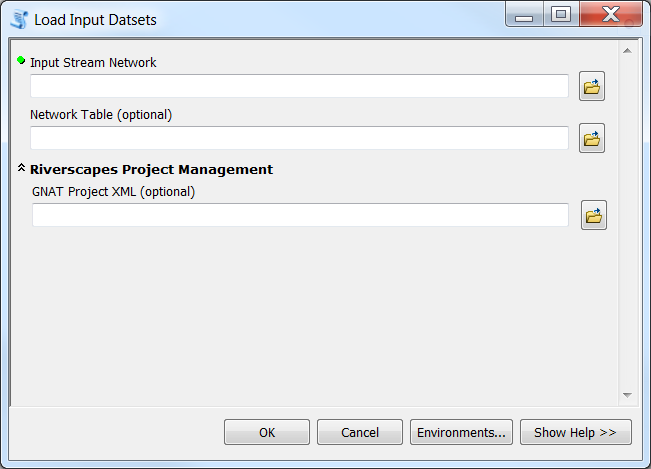 Load Input Datsets
Input Stream Network
Network Table (optional)
Riverscapes Project Management
GNAT Project XML (optional)
OK
Cancel
Environments...
Show Help >>